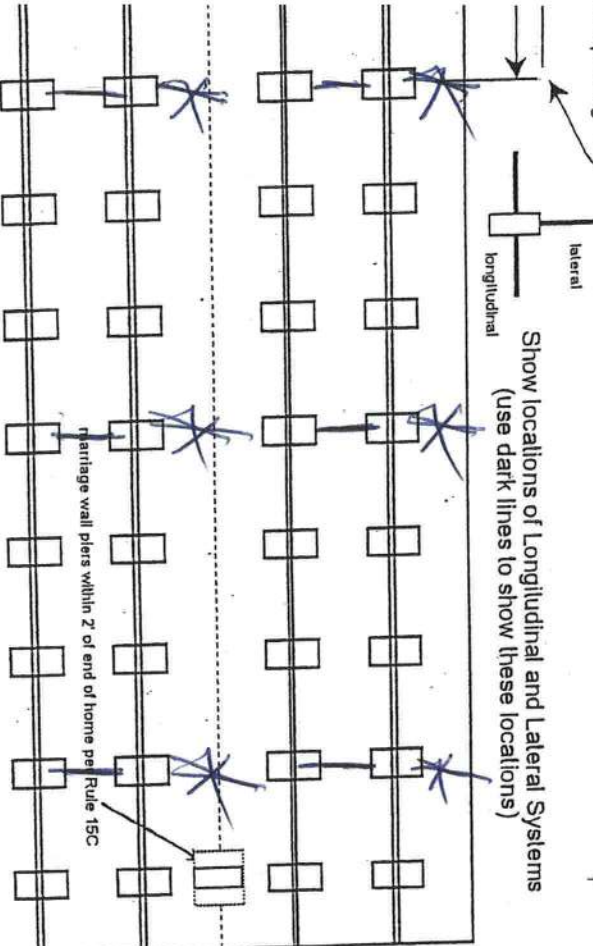 lateral
longitudinal
Show locations of Longitudinal and Lateral Systems
(use dark lines to show these locations)
marriage wall piers within 2' of end of home per Rule 15C